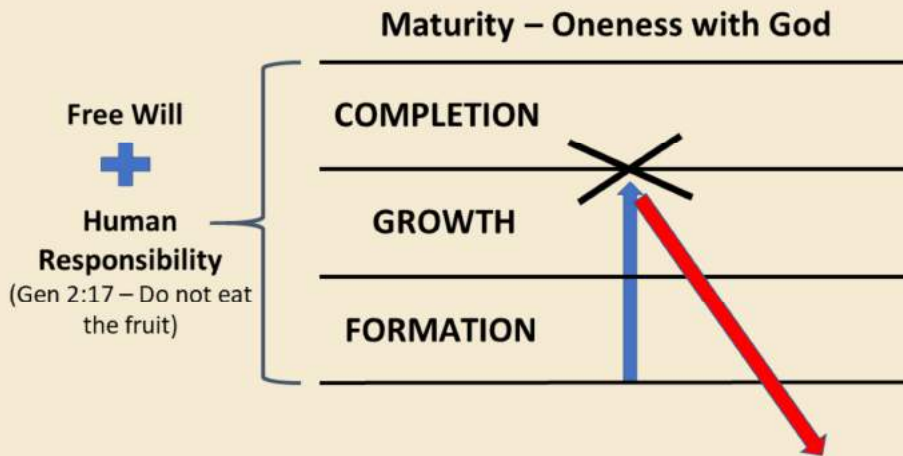 Maturity – Oneness with God
Free Will
Human
Responsibility
(Gen 2:17 – Do not eat
the fruit)
COMPLETION
GROWTH
FORMATION